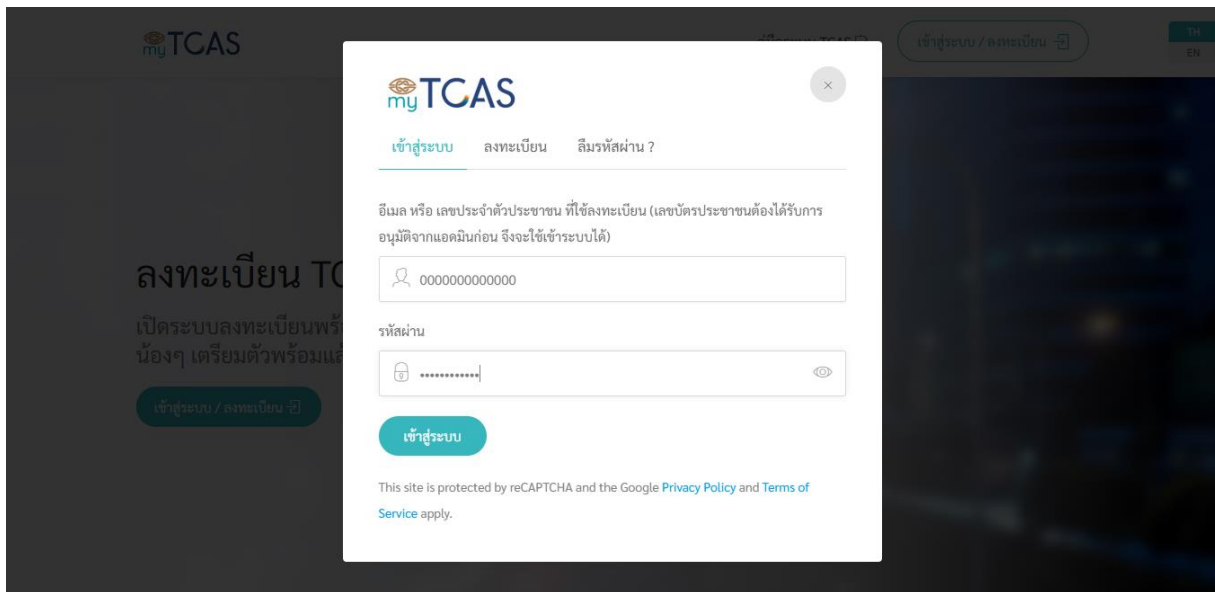 myTCAS
คู่มือระบบ TCAS
เข้าสู่ระบบ / ลงทะเบียน
TH
EN
myTCAS
×
เข้าสู่ระบบ ลงทะเบียน ลืมรหัสผ่าน ?
อีเมล หรือ เลขประจำตัวประชาชน ที่ใช้ลงทะเบียน (เลขบัตรประชาชนต้องได้รับการ
อนุมัติจากแอดมินก่อน จึงจะใช้เข้าระบบได้)
0000000000000
รหัสผ่าน
••••••••••••
เข้าสู่ระบบ
This site is protected by reCAPTCHA and the Google Privacy Policy and Terms of
Service apply.
ลงทะเบียน TC
เปิดระบบลงทะเบียนพร้
น้องๆ เตรียมตัวพร้อมแล้
เข้าสู่ระบบ / ลงทะเบียน